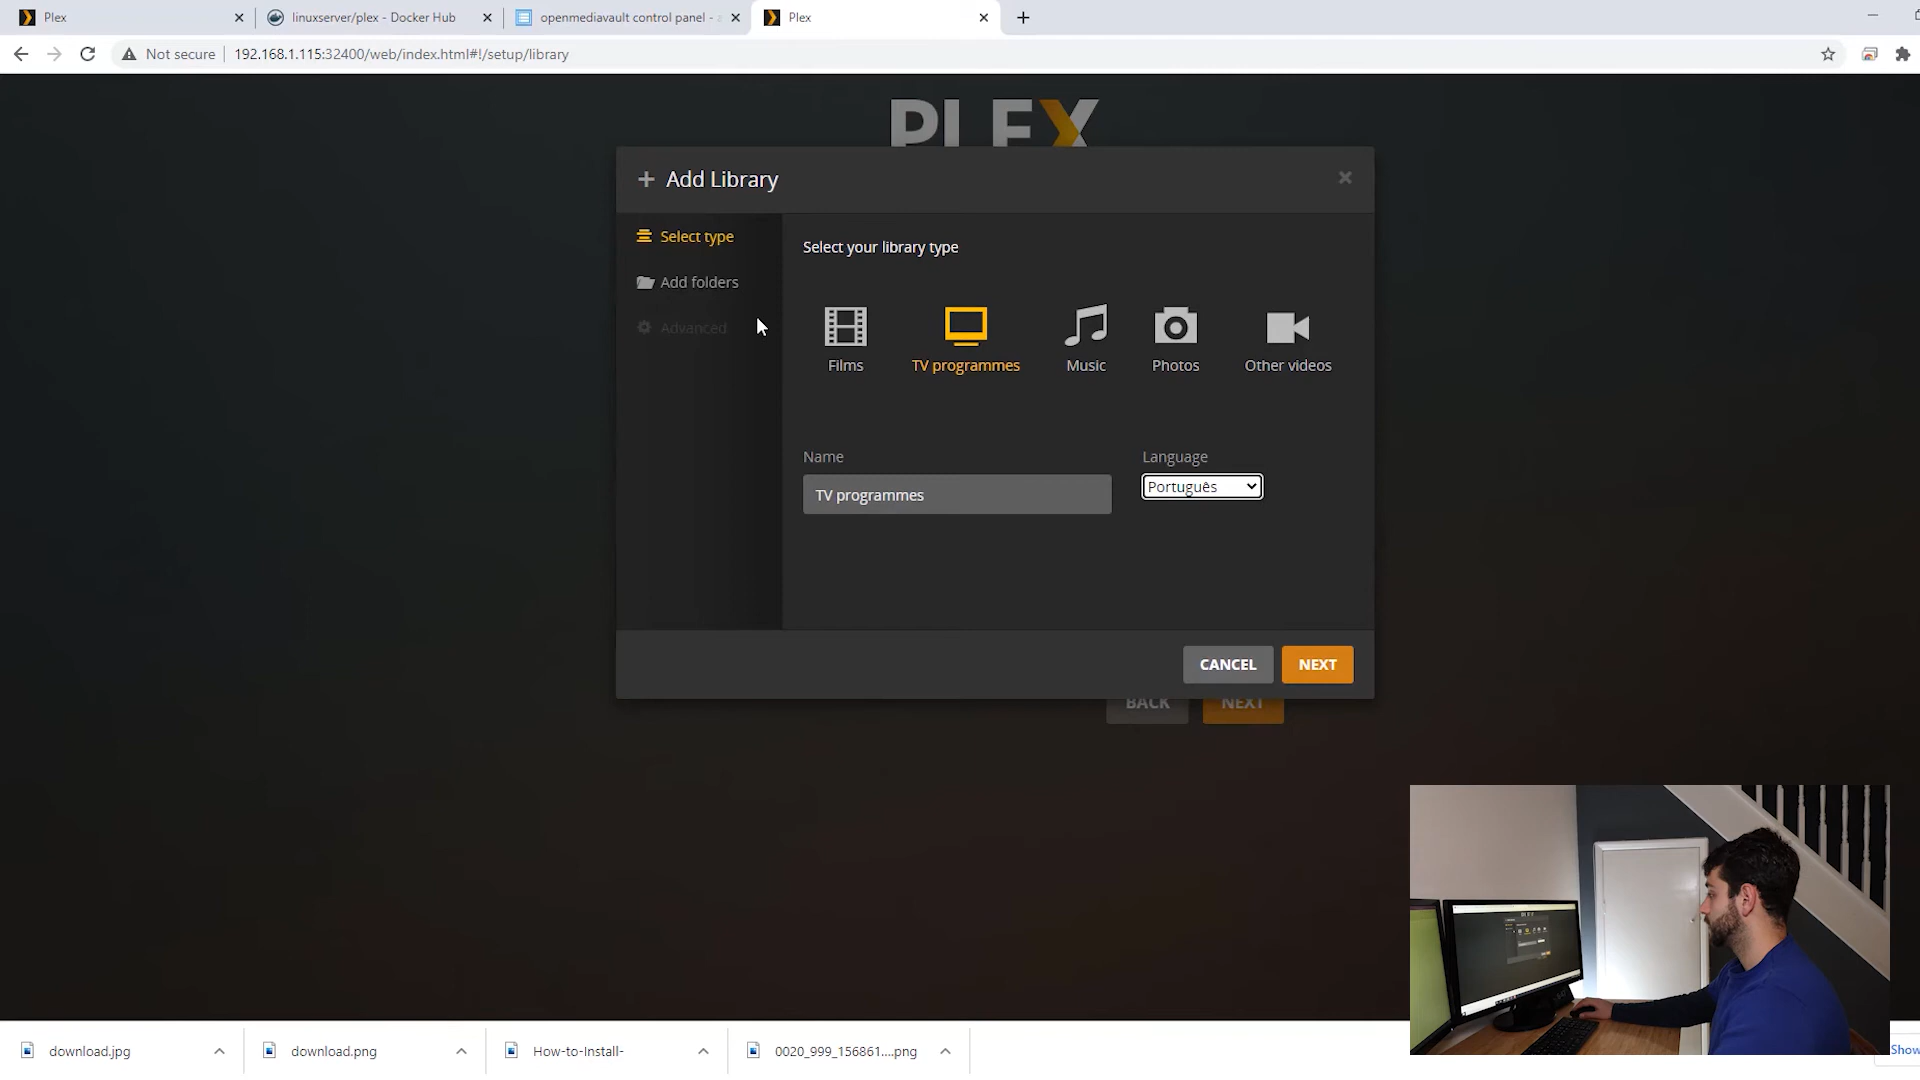 Plex
linuxserver/plex - Docker Hub
openmediavault control panel - 
Plex
Not secure
192.168.1.115:32400/web/index.html#!/setup/library
PLEX
Add Library
Select type
Add folders
Advanced
Select your library type
Films
TV programmes
Music
Photos
Other videos
Name
Language
TV programmes
Português
CANCEL
NEXT
BACK
NEXT
download.jpg
download.png
How-to-Install-
0020_999_156861....png
Show